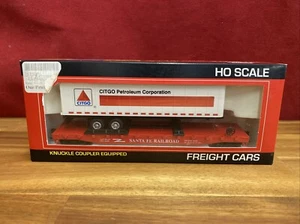 HO SCALE
CITGO Petroleum Corporation
CITGO
SANTA FE RAILROAD
KNUCKLE COUPLER EQUIPPED
FREIGHT CARS